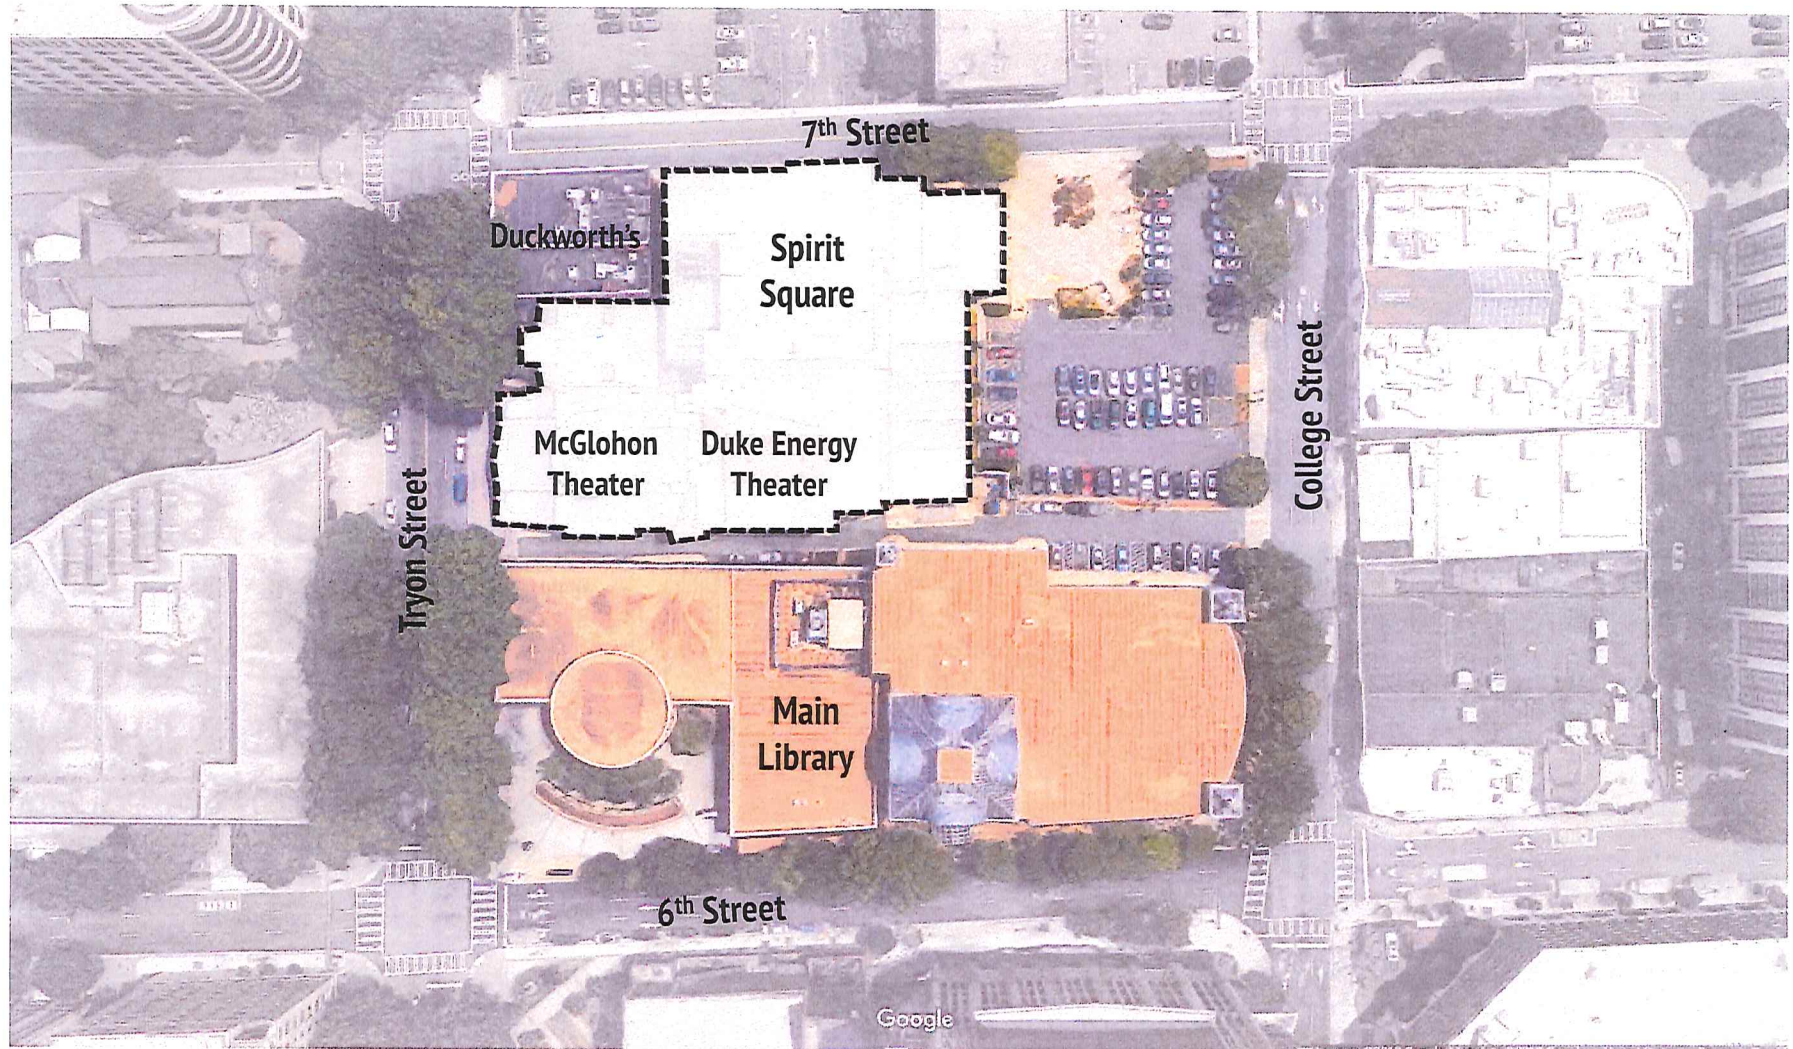 7th Street
Duckworth's
Spirit
Square
McGlohon
Theater
Duke Energy
Theater
College Street
Tryon Street
Main
Library
6th Street
Google